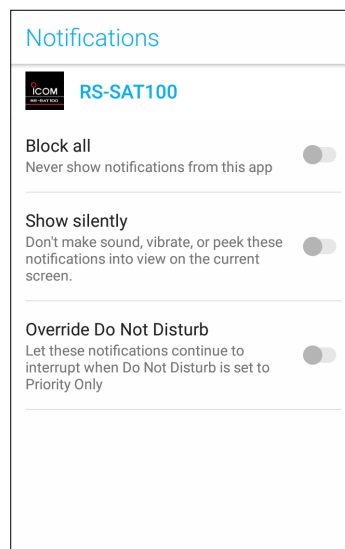 Notifications
ICOM
RS-SAT100
RS-SAT100
Block all
Never show notifications from this app
Show silently
Don't make sound, vibrate, or peek these
notifications into view on the current
screen.
Override Do Not Disturb
Let these notifications continue to
interrupt when Do Not Disturb is set to
Priority Only